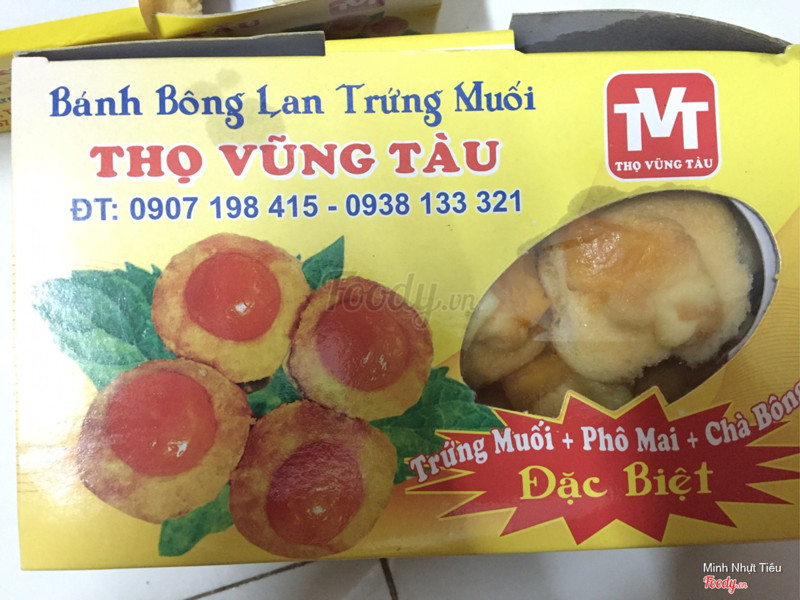 Bánh Bông Lan Trứng Muối
THỌ VŨNG TÀU
ĐT: 0907 198 415 - 0938 133 321
TVT
THỌ VŨNG TÀU
Foody.vn
Trứng Muối + Phô Mai + Chà Bông
Đặc Biệt
Minh Nhựt Tiêu
Foody.vn